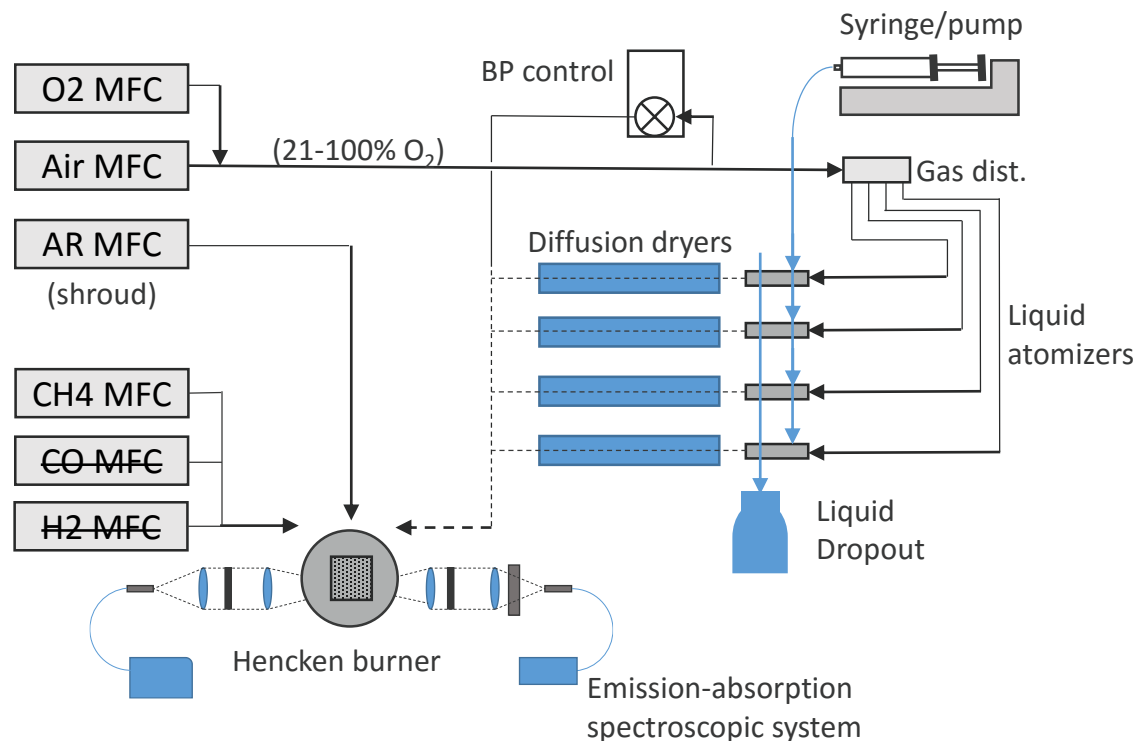 Syringe/pump
BP control
O2 MFC
(21-100% O₂)
Air MFC
Gas dist.
AR MFC
(shroud)
Diffusion dryers
Liquid
atomizers
CH4 MFC
CO MFC
H2 MFC
Liquid
Dropout
Hencken burner
Emission-absorption
spectroscopic system